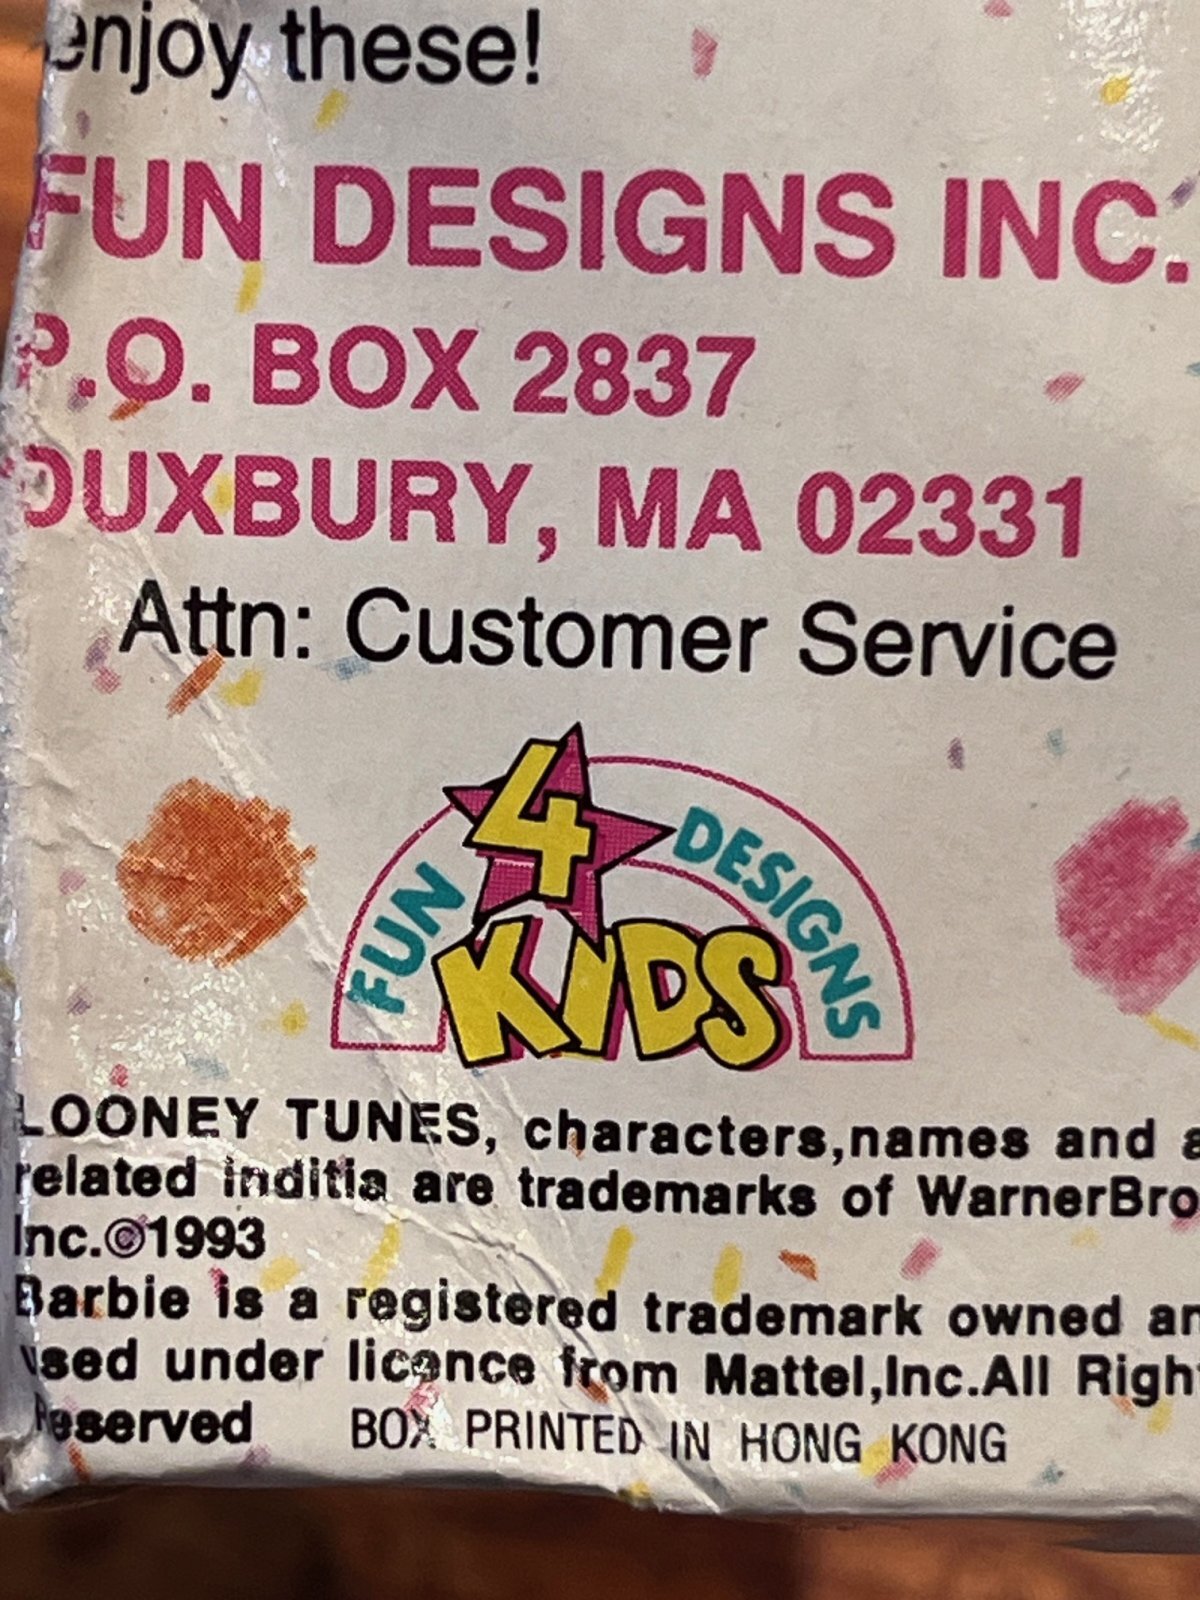 enjoy these!
FUN DESIGNS INC.
P.O. BOX 2837
DUXBURY, MA 02331
Attn: Customer Service
FUN 4 KIDS DESIGNS
LOONEY TUNES, characters,names and a
related inditia are trademarks of WarnerBro
Inc.©1993
Barbie is a registered trademark owned an
used under licence from Mattel,Inc.All Right
Reserved BOX PRINTED IN HONG KONG